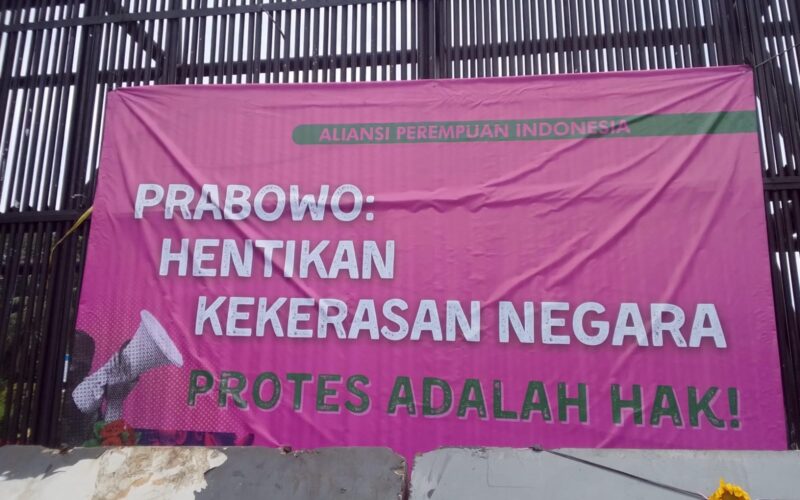 ALIANSI PEREMPUAN INDONESIA
PRABOWO:
HENTIKAN
KEKERASAN NEGARA
PROTES ADALAH HAK!